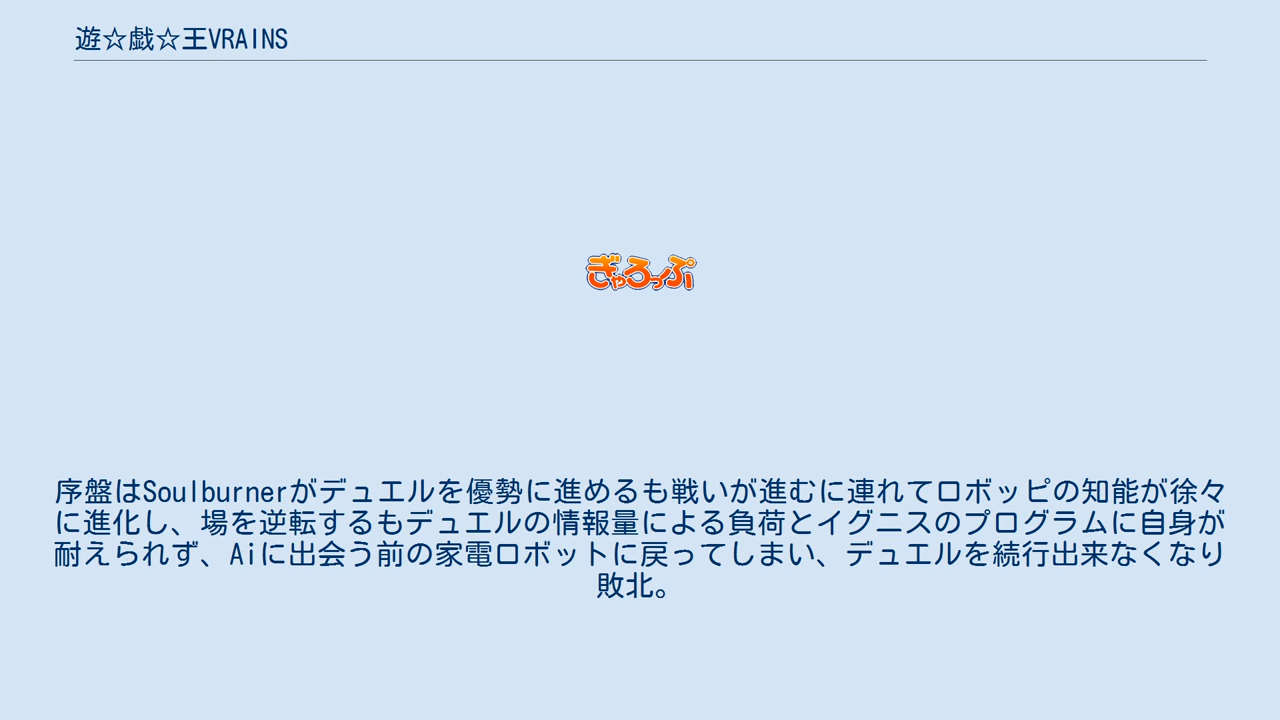 遊☆戯☆王VRAINS
ぎゃろっぷ
序盤はSoulburnerがデュエルを優勢に進めるも戦いが進むに連れてロボッピの知能が徐々
に進化し、場を逆転するもデュエルの情報量による負荷とイグニスのプログラムに自身が
耐えられず、Aiに出会う前の家電ロボットに戻ってしまい、デュエルを続行出来なくなり
敗北。